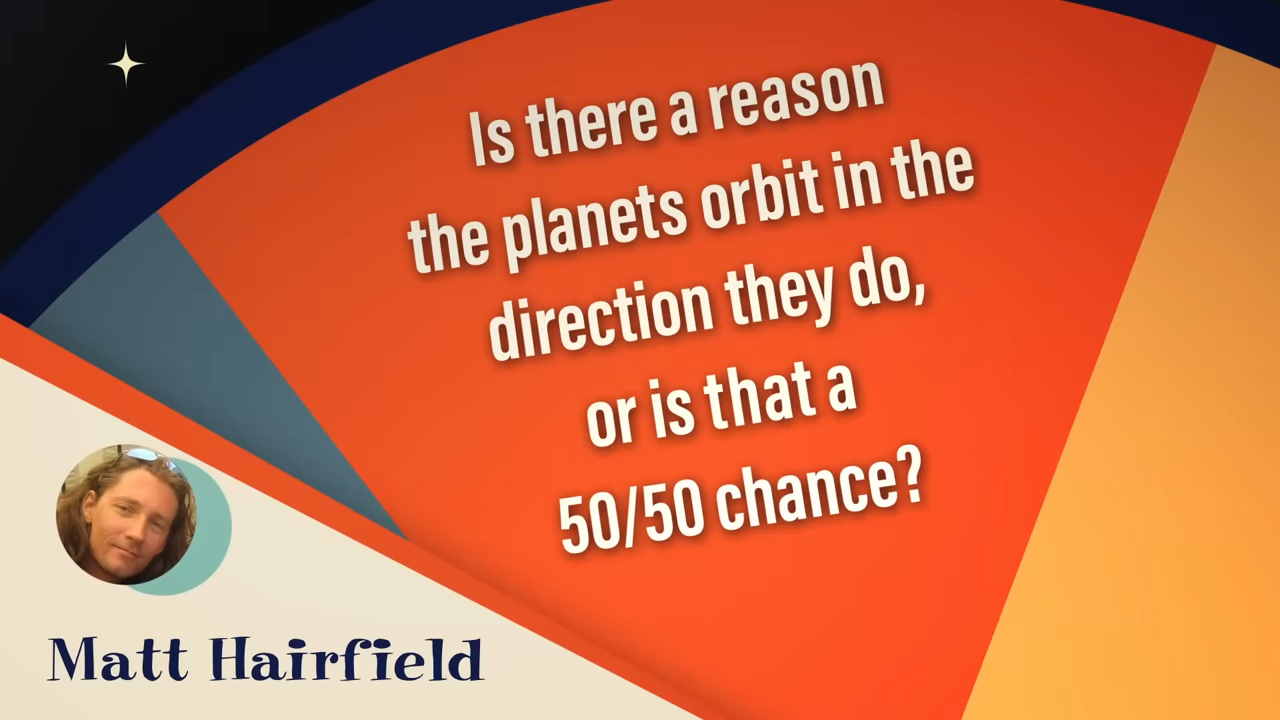 Is there a reason
the planets orbit in the
direction they do,
or is that a
50/50 chance?
Matt Hairfield